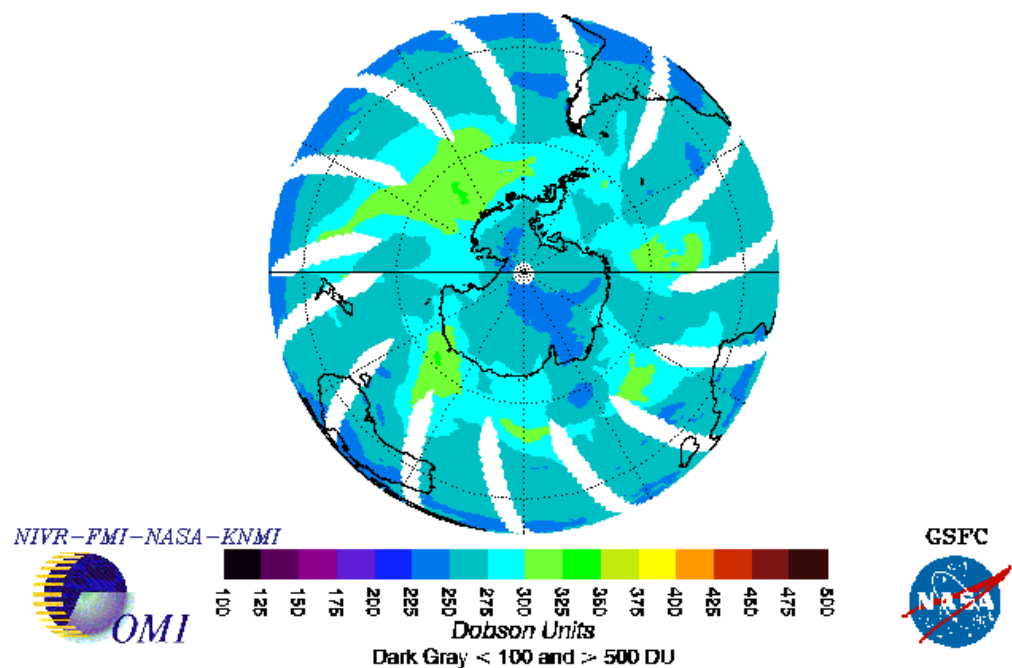 NIVR-FMI-NASA-KNMI
GSFC
OMI
NASA
100 125 150 175 200 225 250 275 300 325 350 375 400 425 450 475 500
Dobson Units
Dark Gray < 100 and > 500 DU